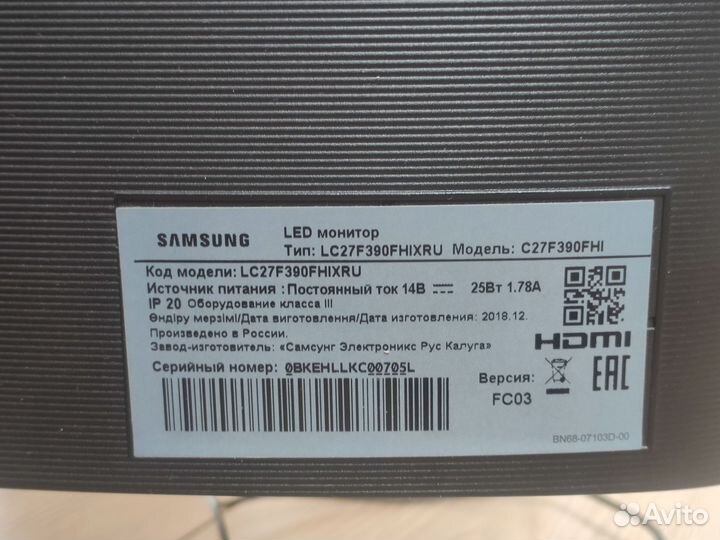 SAMSUNG
LED монитор
Тип: LC27F390FHIXRU Модель: C27F390FHI
Код модели: LC27F390FHIXRU
Источник питания : Постоянный ток 14В 25Вт 1.78А
IP 20 Оборудование класса III
Өндіру мерзімі/Дата виготовлення/Дата изготовления: 2018.12.
Произведено в России.
Завод-изготовитель: «Самсунг Электроникс Рус Калуга»
HDMI
Серийный номер: 0BKEHLLKC00705L
Версия:
FC03
EAC
BN68-07103D-00
Avito